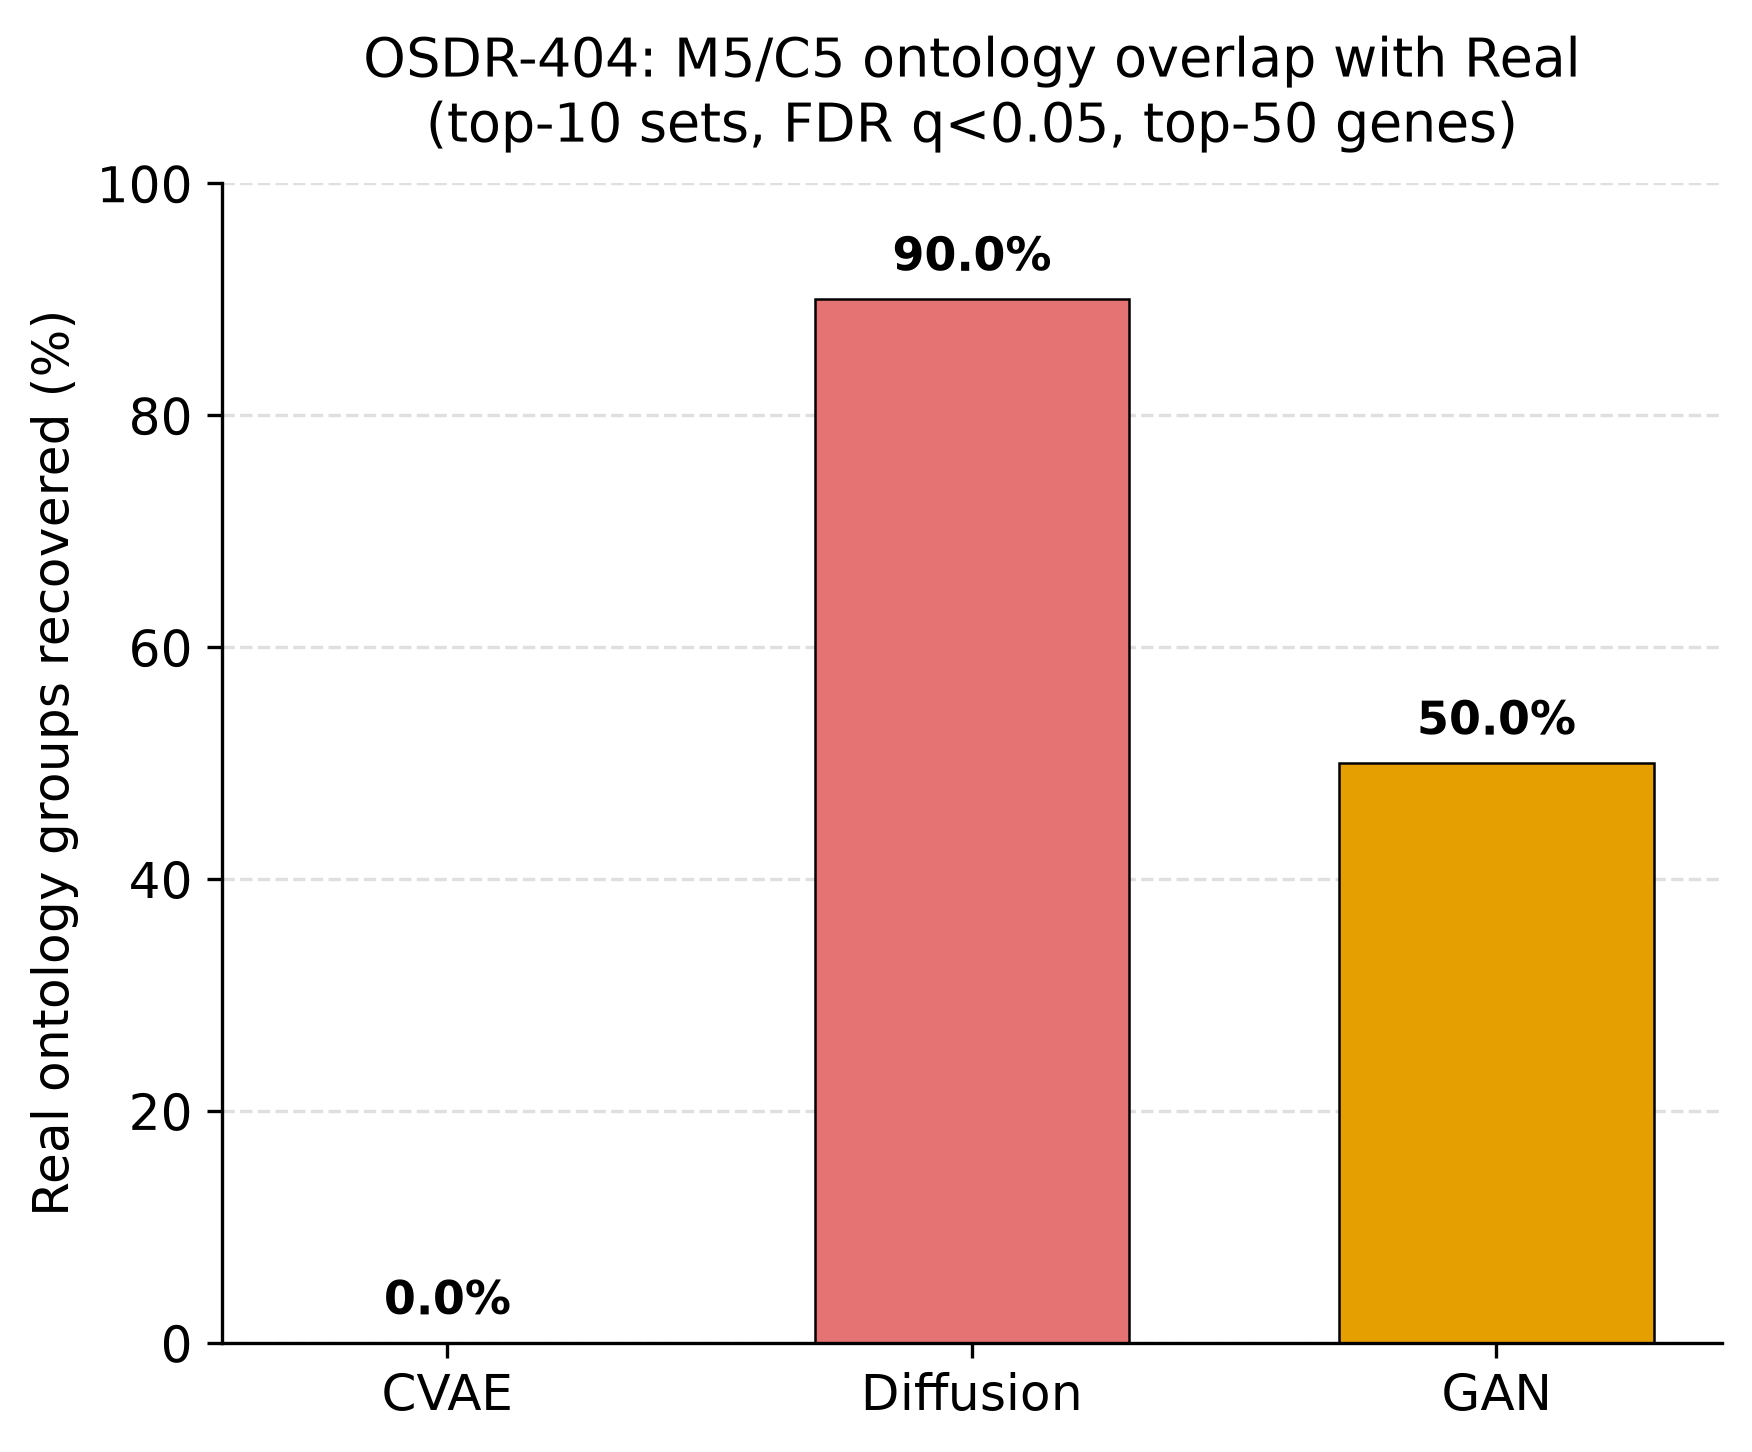 OSDR-404: M5/C5 ontology overlap with Real
(top-10 sets, FDR q<0.05, top-50 genes)
Real ontology groups recovered (%)
100
80
60
40
20
0
0.0%
90.0%
50.0%
CVAE
Diffusion
GAN